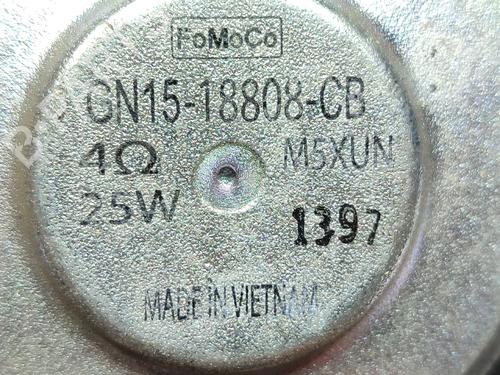 FoMoCo
GN15-18808-CB
4Ω M5XUN
25W
1397
MADE IN VIETNAM